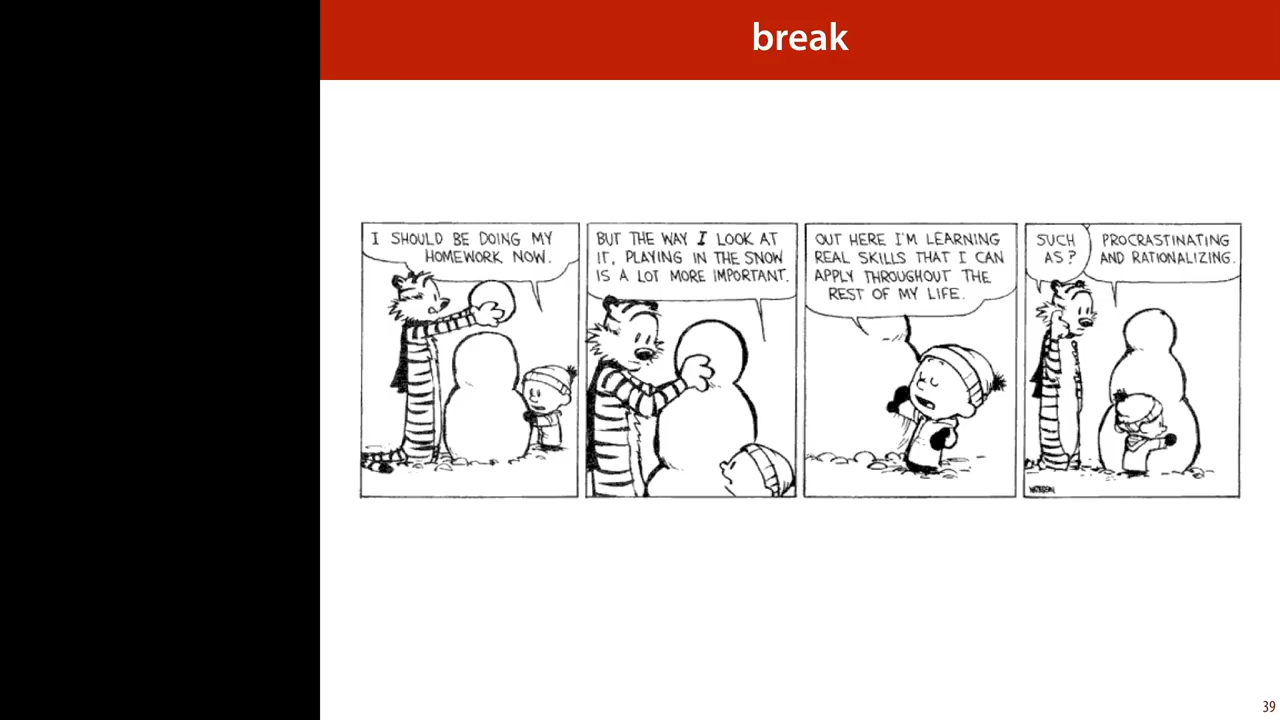 break
I SHOULD BE DOING MY
HOMEWORK NOW.
BUT THE WAY I LOOK AT
IT, PLAYING IN THE SNOW
IS A LOT MORE IMPORTANT.
OUT HERE I'M LEARNING
REAL SKILLS THAT I CAN
APPLY THROUGHOUT THE
REST OF MY LIFE.
SUCH
AS?
PROCRASTINATING
AND RATIONALIZING.
39